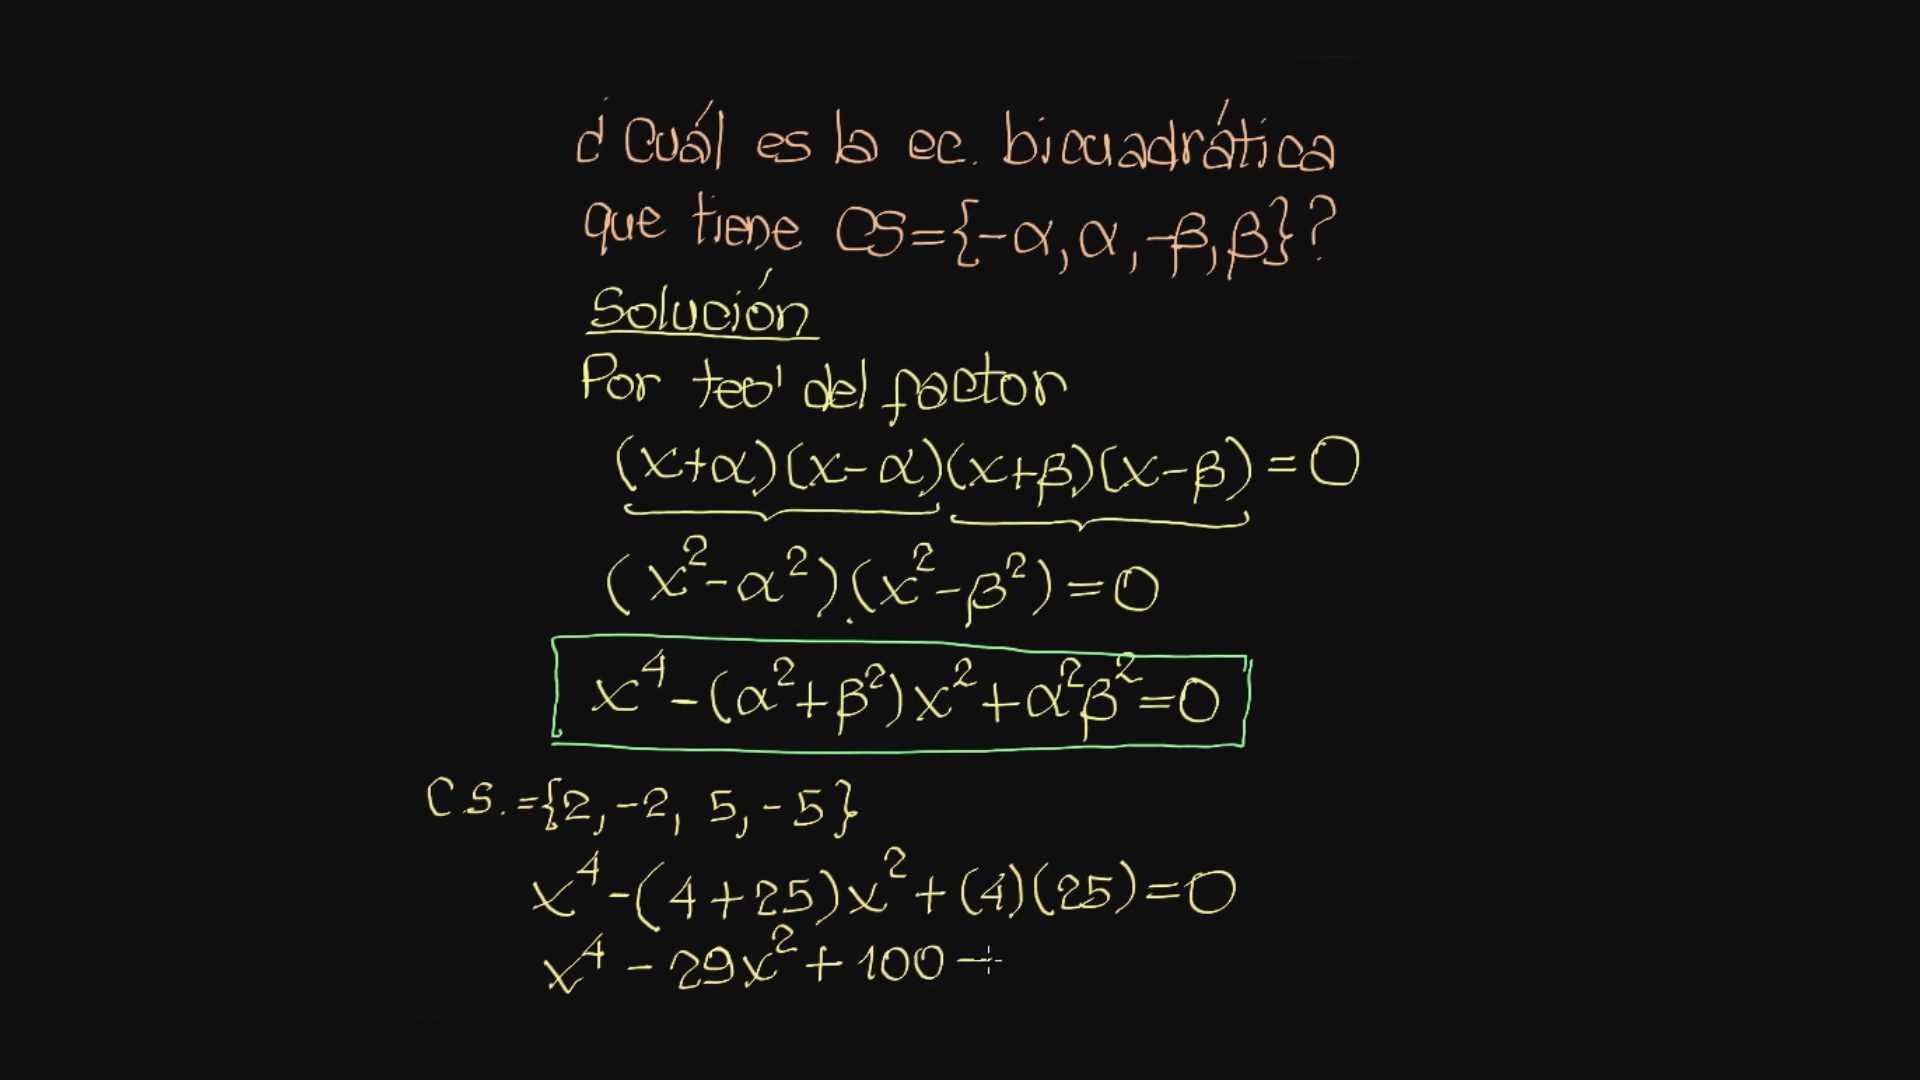 ¿Cuál es la ec. bicuadrática
que tiene CS={-α, α, -β, β}?
Solución
Por teo' del factor
(x+α)(x-α)(x+β)(x-β)=0
(x²-α²).(x²-β²)=0
x⁴-(α²+β²)x²+α²β²=0
C.S.={2,-2, 5,-5}
x⁴-(4+25)x²+(4)(25)=0
x⁴-29x²+100-